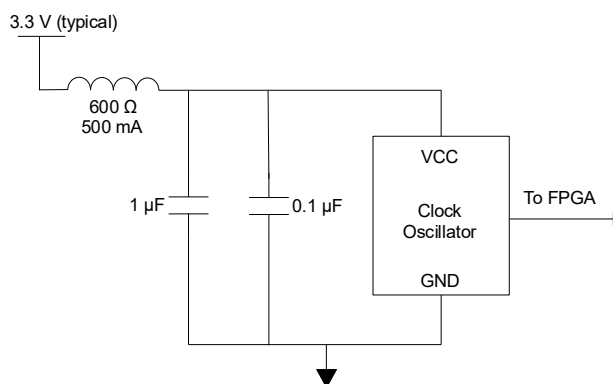 3.3 V (typical)
600 Ω
500 mA
1 µF
0.1 µF
VCC
Clock
Oscillator
GND
To FPGA